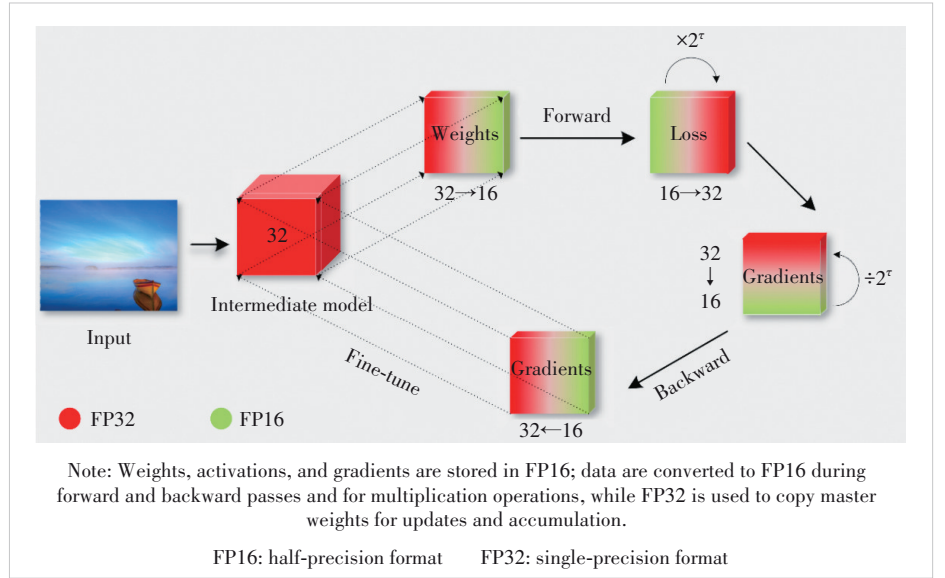 ×2^τ
Weights
Forward
Loss
32→16
16→32
32
Intermediate model
Input
32
↓
16
Gradients
÷2^τ
Backward
Gradients
32←16
Fine-tune
FP32
FP16
Note: Weights, activations, and gradients are stored in FP16; data are converted to FP16 during
forward and backward passes and for multiplication operations, while FP32 is used to copy master
weights for updates and accumulation.
FP16: half-precision format FP32: single-precision format